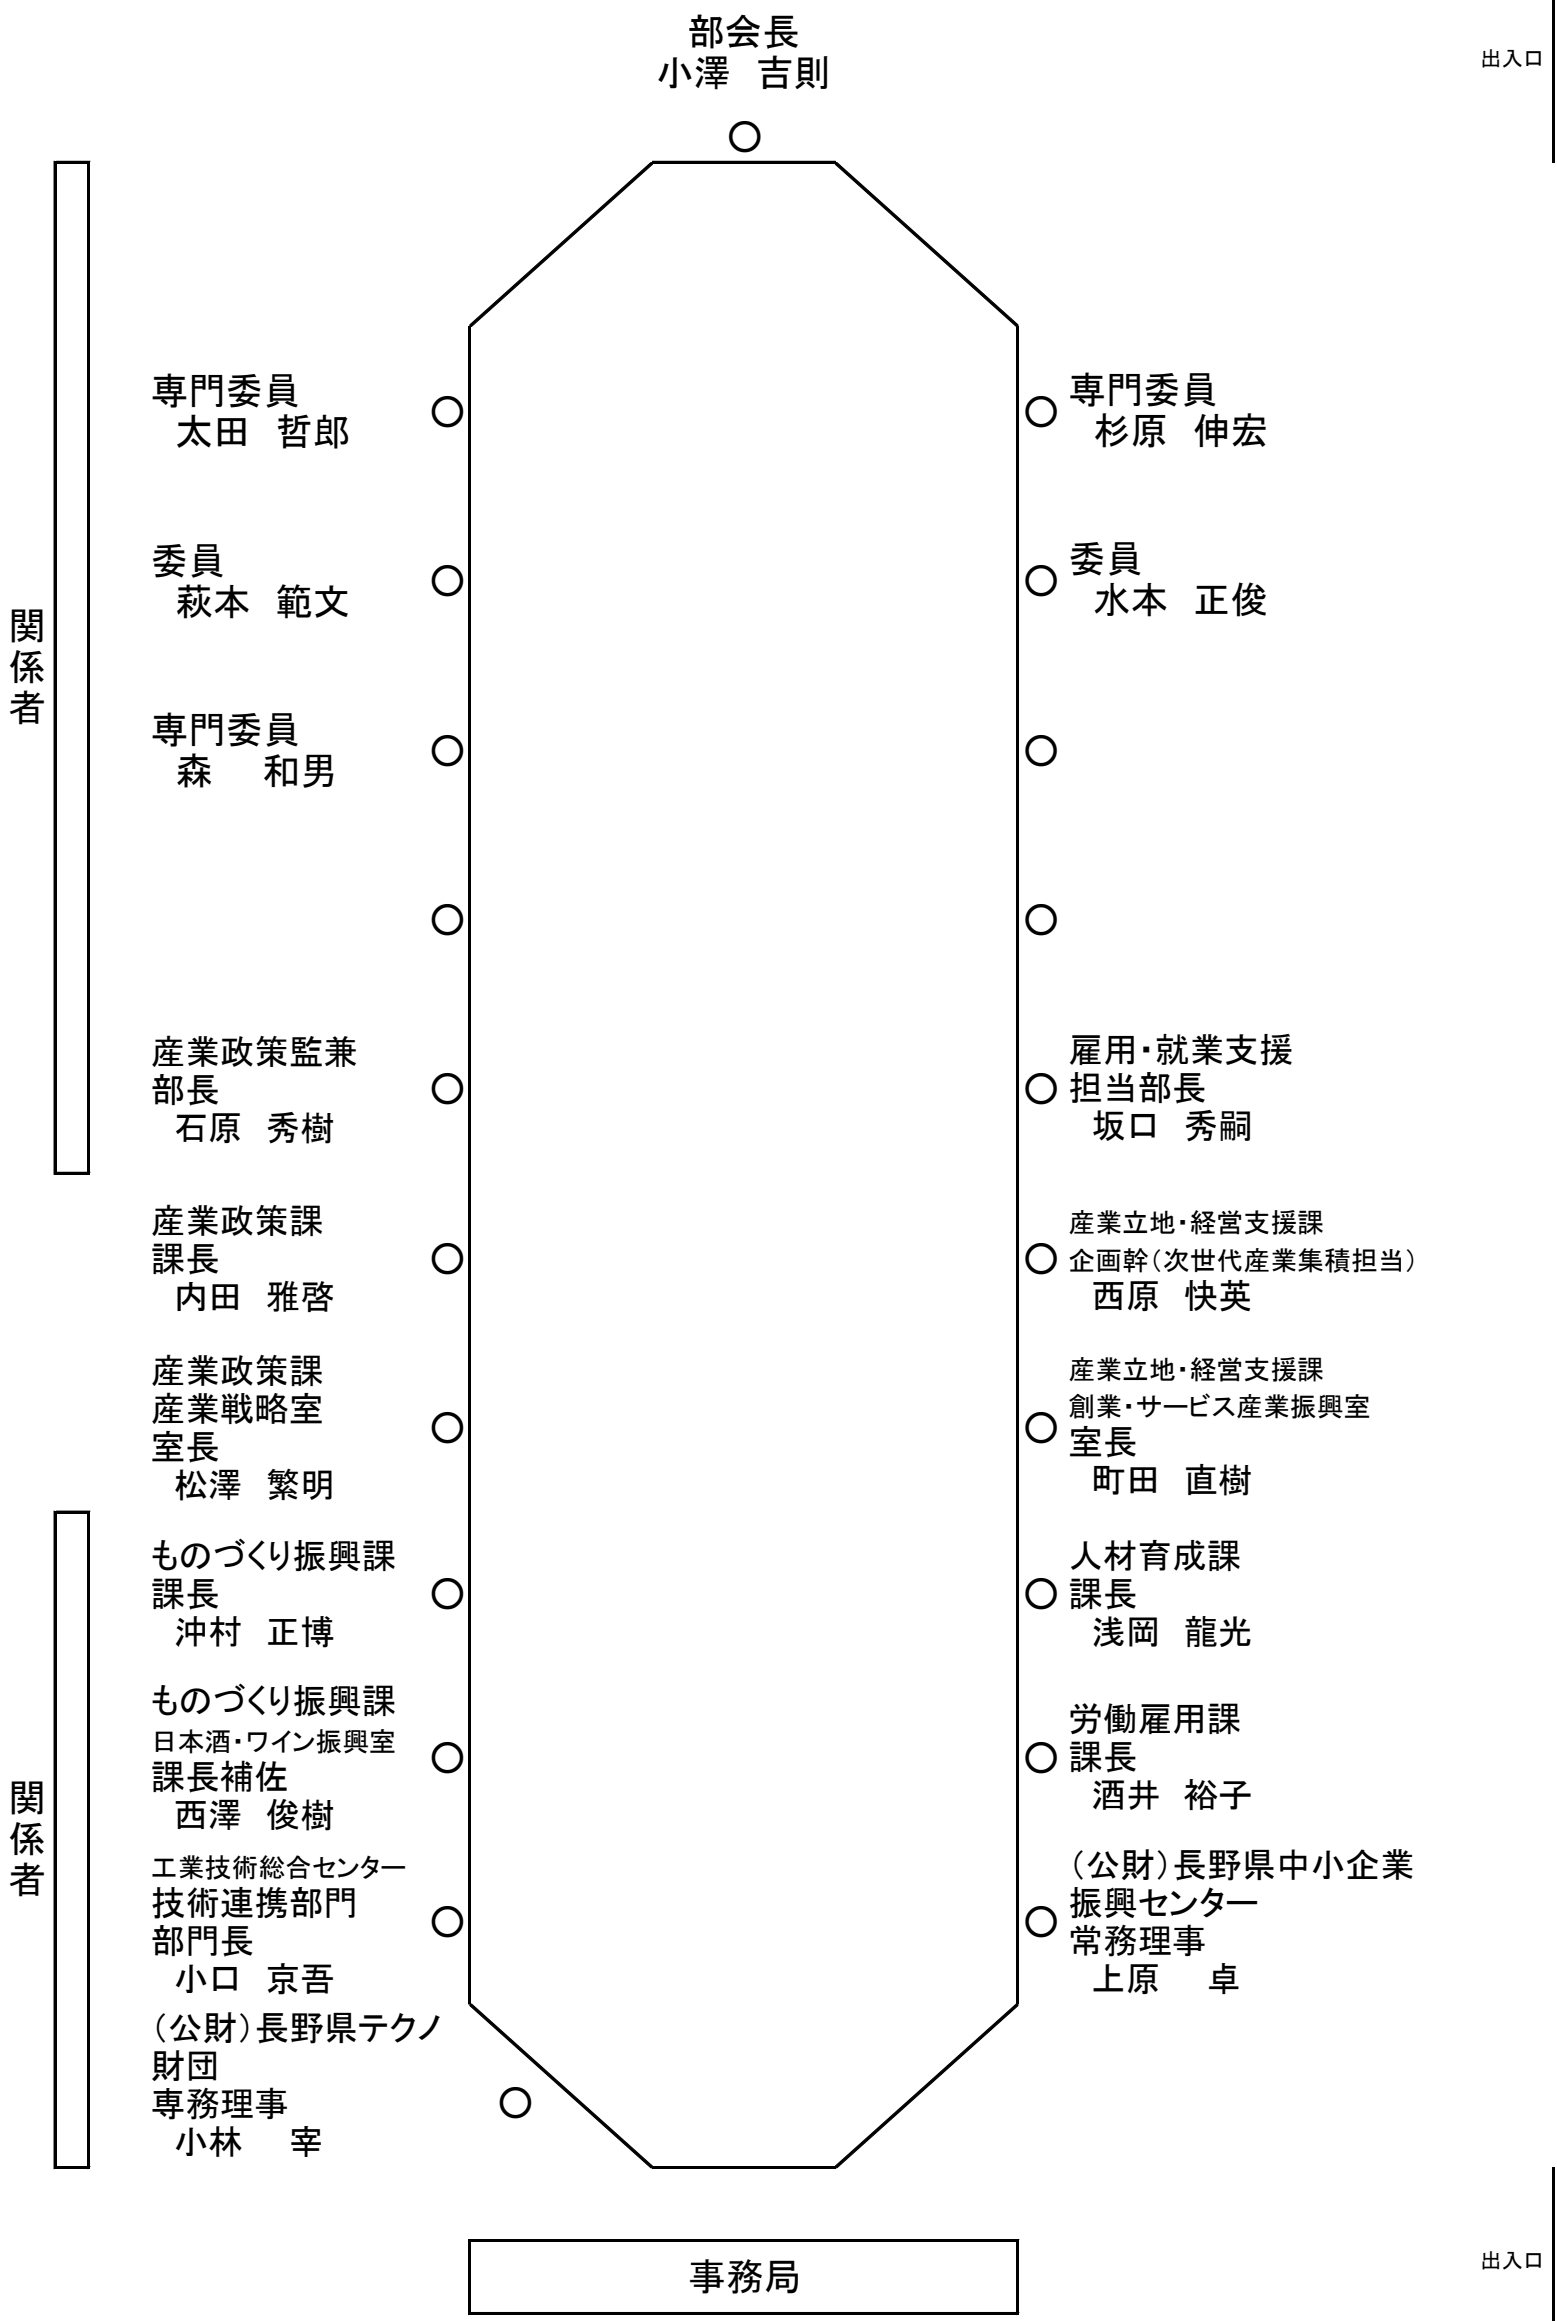 部会長
小澤　吉則
出入口
関係者
専門委員
太田　哲郎
委員
萩本　範文
専門委員
森　和男
産業政策監兼
部長
石原　秀樹
産業政策課
課長
内田　雅啓
産業政策課
産業戦略室
室長
松澤　繁明
ものづくり振興課
課長
沖村　正博
ものづくり振興課
日本酒・ワイン振興室
課長補佐
西澤　俊樹
工業技術総合センター
技術連携部門
部門長
小口　京吾
（公財）長野県テクノ
財団
専務理事
小林　宰
関係者
専門委員
杉原　伸宏
委員
水本　正俊
雇用・就業支援
担当部長
坂口　秀嗣
産業立地・経営支援課
企画幹（次世代産業集積担当）
西原　快英
産業立地・経営支援課
創業・サービス産業振興室
室長
町田　直樹
人材育成課
課長
浅岡　龍光
労働雇用課
課長
酒井　裕子
（公財）長野県中小企業
振興センター
常務理事
上原　卓
事務局
出入口